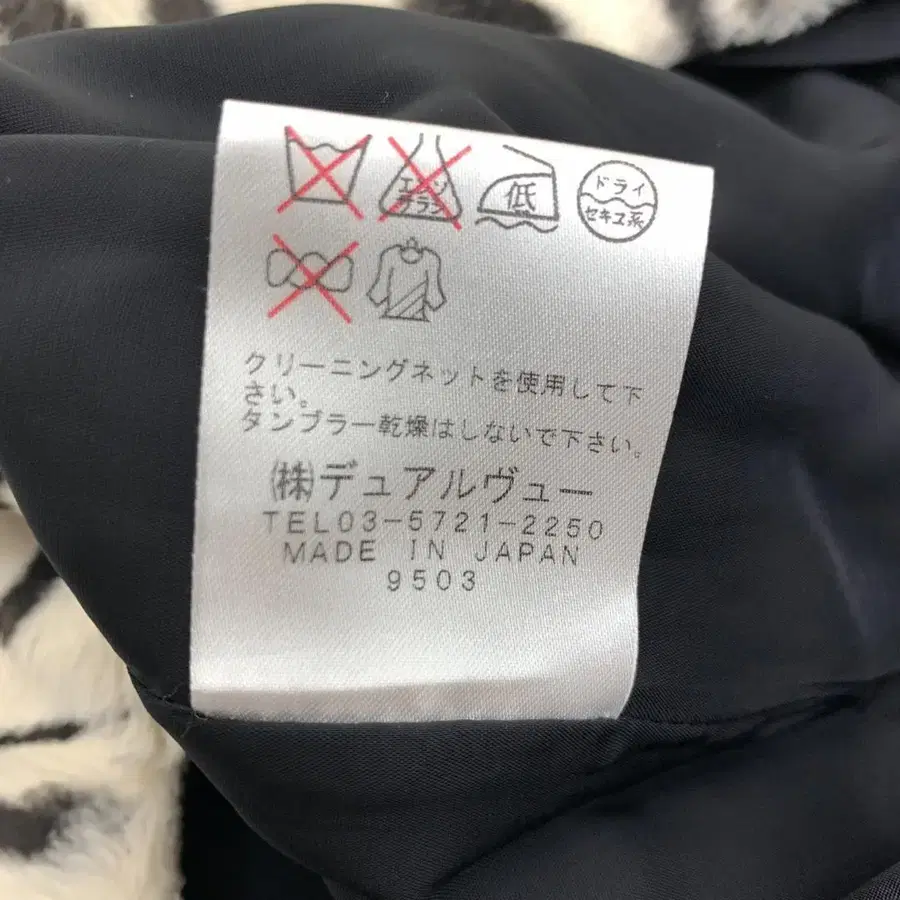 エンソ
サラシ
低
ドライ
セキユ系
クリーニングネットを使用して下
さい。
タンブラー乾燥はしないで下さい。
㈱デュアルヴュー
TEL03-5721-2250
MADE IN JAPAN
9503